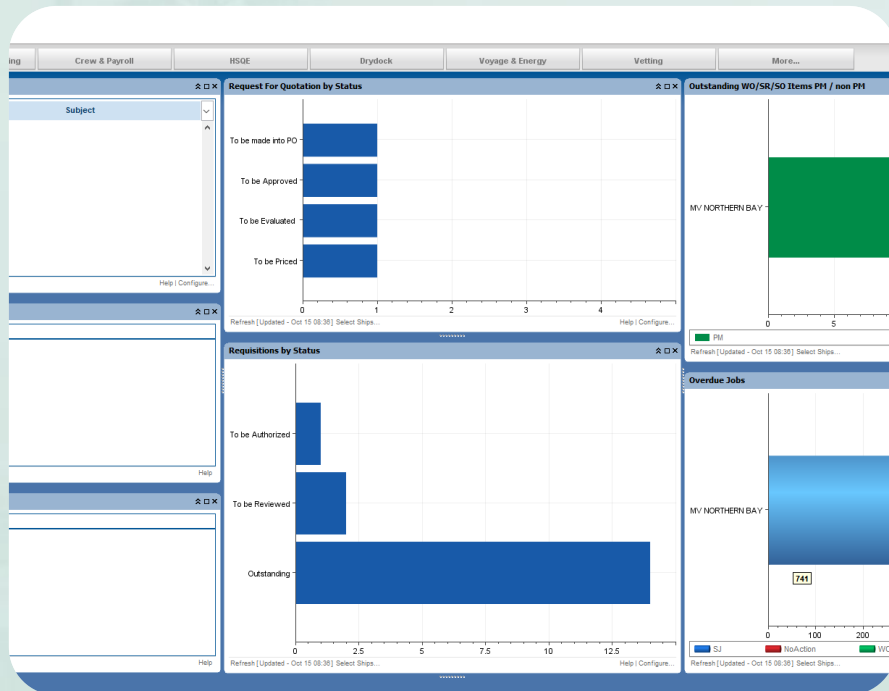 ing
Crew & Payroll
HSQE
Drydock
Voyage & Energy
Vetting
More...
Subject
Help | Configure...
Help
Help
Request For Quotation by Status
To be made into PO
To be Approved
To be Evaluated
To be Priced
0 1 2 3 4
Refresh [Updated - Oct 15 08:36] Select Ships...
Help | Configure...
Requisitions by Status
To be Authorized
To be Reviewed
Outstanding
0 2.5 5 7.5 10 12.5
Refresh [Updated - Oct 15 08:36] Select Ships...
Help | Configure...
Outstanding WO/SR/SO Items PM / non PM
MV NORTHERN BAY
0 5
PM
Refresh [Updated - Oct 15 08:36] Select Ships...
Overdue Jobs
MV NORTHERN BAY
741
0 100 200
SJ NoAction WO
Refresh [Updated - Oct 15 08:36] Select Ships...